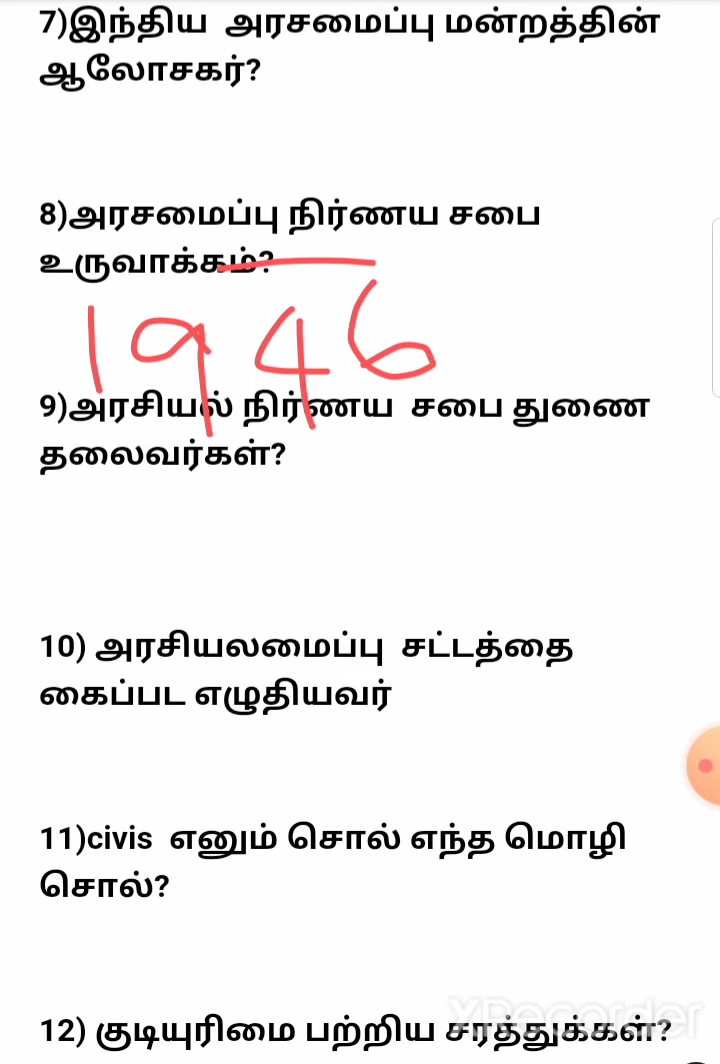 7)இந்திய அரசமைப்பு மன்றத்தின்
ஆலோசகர்?
8)அரசமைப்பு நிர்ணய சபை
உருவாக்கம்?
1946
9)அரசியல் நிர்ணய சபை துணை
தலைவர்கள்?
10) அரசியலமைப்பு சட்டத்தை
கைப்பட எழுதியவர்
11)civis எனும் சொல் எந்த மொழி
சொல்?
12) குடியுரிமை பற்றிய சரத்துக்கள்?
XRecorder